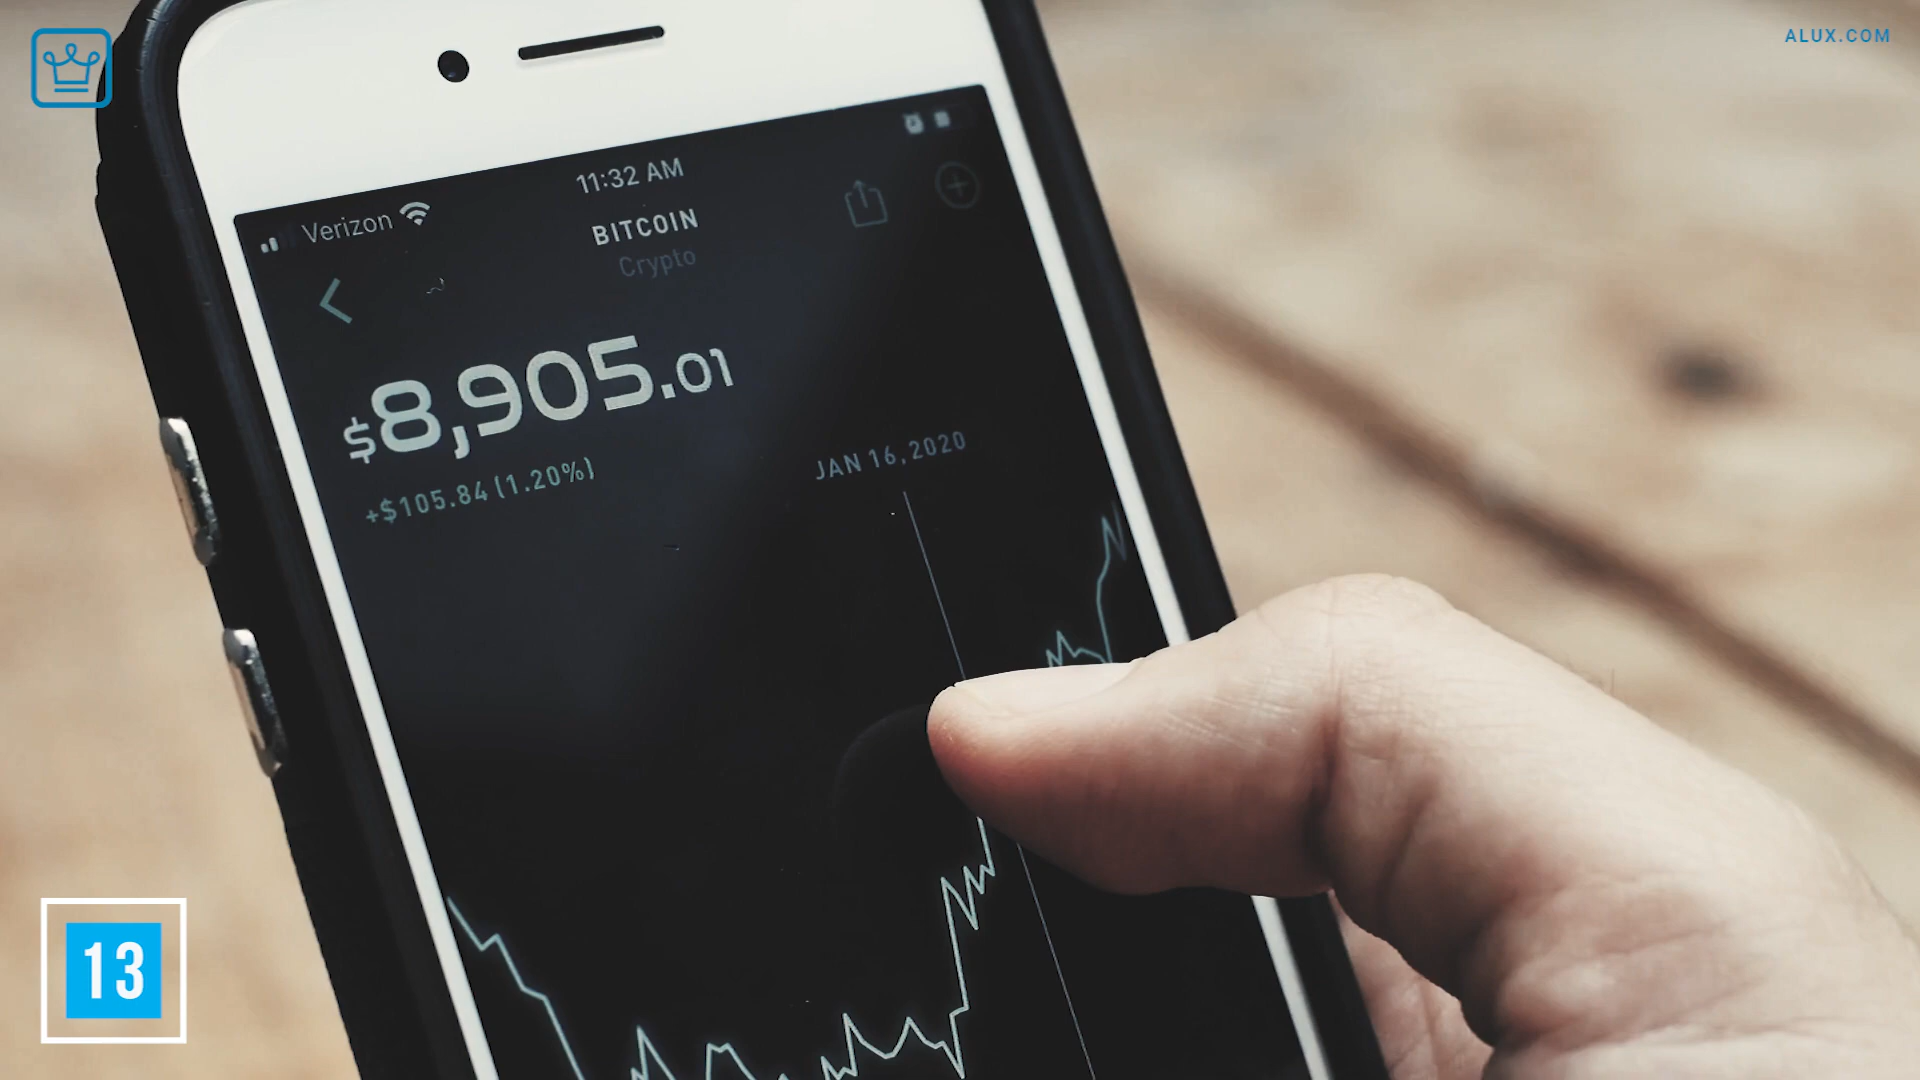 ALUX.COM
11:32 AM
Verizon
BITCOIN
Crypto
$8,905.01
+$105.84 (1.20%)
JAN 16, 2020
13